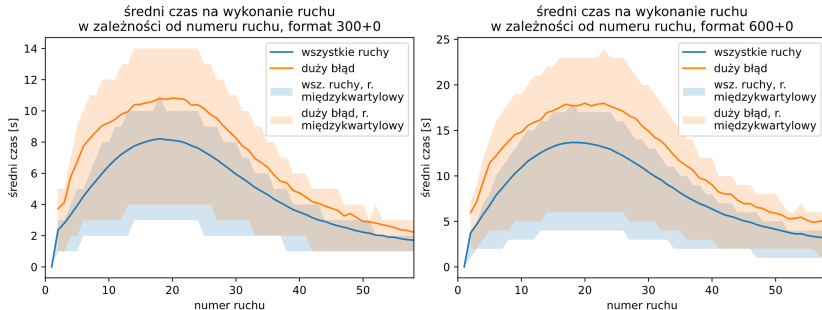 średni czas na wykonanie ruchu
w zależności od numeru ruchu, format 300+0
14
12
10
8
6
4
2
0
średni czas [s]
wszystkie ruchy
duży błąd
wsz. ruchy, r.
międzykwartylowy
duży błąd, r.
międzykwartylowy
0 10 20 30 40 50
numer ruchu
średni czas na wykonanie ruchu
w zależności od numeru ruchu, format 600+0
25
20
15
10
5
0
średni czas [s]
wszystkie ruchy
duży błąd
wsz. ruchy, r.
międzykwartylowy
duży błąd, r.
międzykwartylowy
0 10 20 30 40 50
numer ruchu